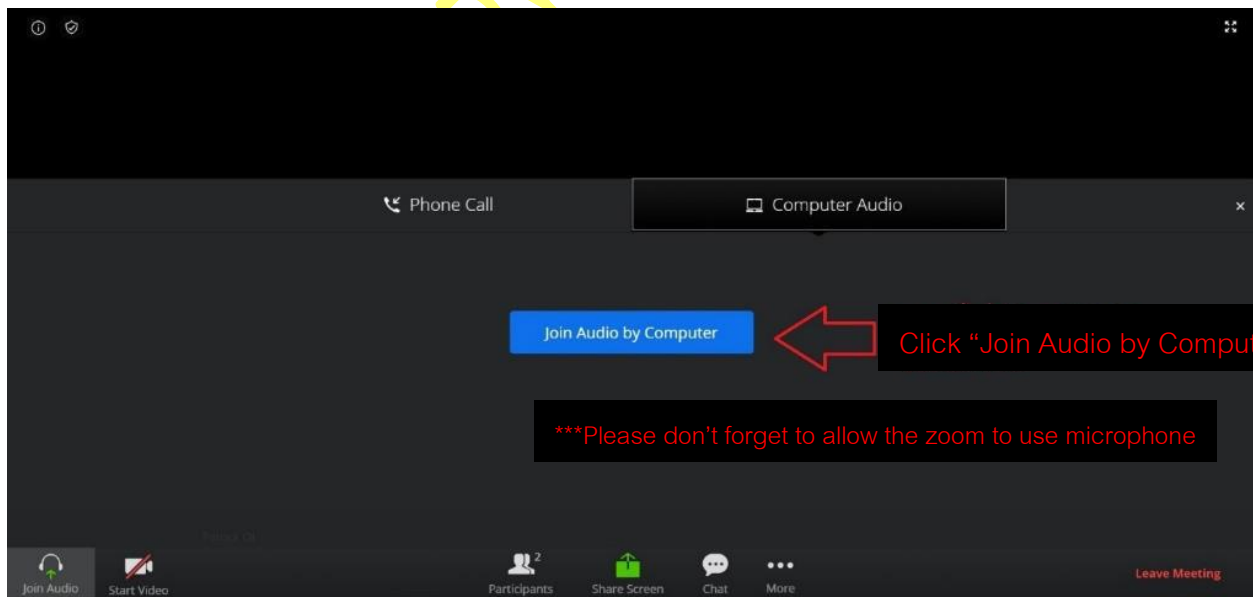 Phone Call
Computer Audio
Join Audio by Computer
Click “Join Audio by Comput
***Please don’t forget to allow the zoom to use microphone
Join Audio
Start Video
2
Participants
Share Screen
Chat
More
Leave Meeting